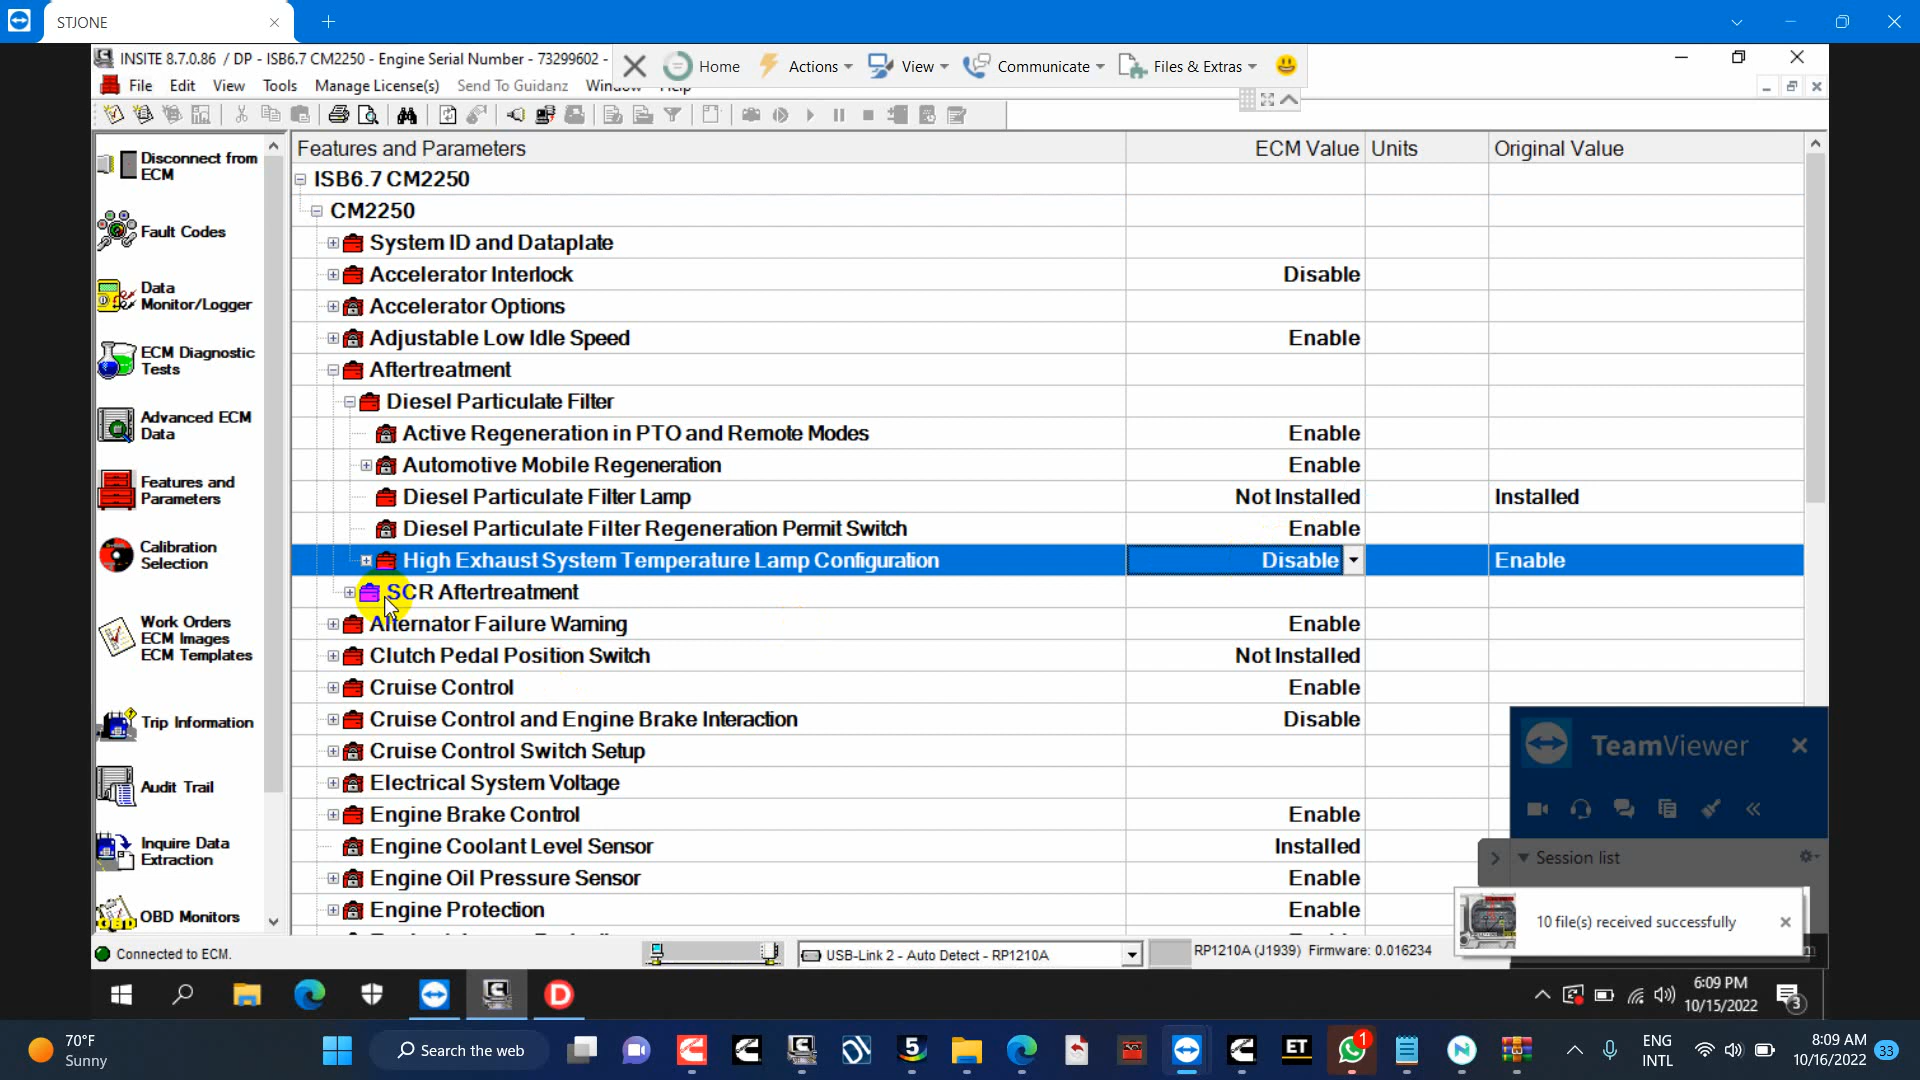 STJONE
INSITE 8.7.0.86 / DP - ISB6.7 CM2250 - Engine Serial Number - 73299602 -
Home
Actions
View
Communicate
Files & Extras
File
Edit
View
Tools
Manage License(s)
Send To Guidanz
Disconnect from
ECM
Fault Codes
Data
Monitor/Logger
ECM Diagnostic
Tests
Advanced ECM
Data
Features and
Parameters
Calibration
Selection
Work Orders
ECM Images
ECM Templates
Trip Information
Audit Trail
Inquire Data
Extraction
OBD Monitors
Features and Parameters ECM Value Units Original Value
ISB6.7 CM2250
CM2250
System ID and Dataplate
Accelerator Interlock Disable
Accelerator Options
Adjustable Low Idle Speed Enable
Aftertreatment
Diesel Particulate Filter
Active Regeneration in PTO and Remote Modes Enable
Automotive Mobile Regeneration Enable
Diesel Particulate Filter Lamp Not Installed Installed
Diesel Particulate Filter Regeneration Permit Switch Enable
High Exhaust System Temperature Lamp Configuration Disable Enable
SCR Aftertreatment
Alternator Failure Warning Enable
Clutch Pedal Position Switch Not Installed
Cruise Control Enable
Cruise Control and Engine Brake Interaction Disable
Cruise Control Switch Setup
Electrical System Voltage
Engine Brake Control Enable
Engine Coolant Level Sensor Installed
Engine Oil Pressure Sensor Enable
Engine Protection Enable
TeamViewer
Session list
10 file(s) received successfully
Connected to ECM.
USB-Link 2 - Auto Detect - RP1210A
RP1210A (J1939) Firmware: 0.016234
6:09 PM
10/15/2022
3
70°F
Sunny
Search the web
5
ET
1
ENG
INTL
8:09 AM
10/16/2022
33